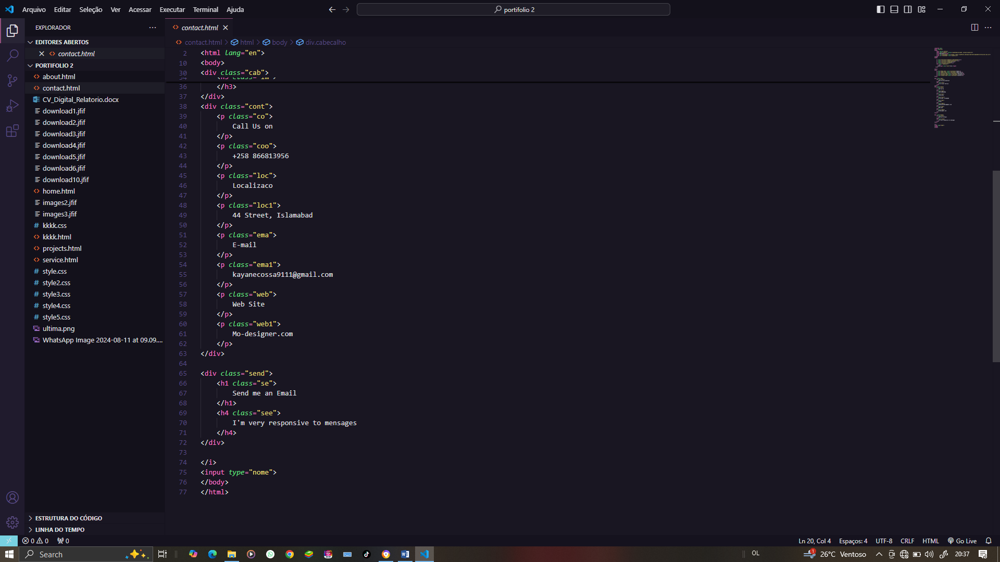 Arquivo Editar Seleção Ver Acessar Executar Terminal Ajuda
portifolio 2
EXPLORADOR
EDITORES ABERTOS
contact.html
PORTIFOLIO 2
about.html
contact.html
CV_Digital_Relatorio.docx
download1.jfif
download2.jfif
download3.jfif
download4.jfif
download5.jfif
download6.jfif
download10.jfif
home.html
images2.jfif
images3.jfif
kkkk.css
kkkk.html
projects.html
service.html
style.css
style2.css
style3.css
style4.css
style5.css
ultima.png
WhatsApp Image 2024-08-11 at 09.09....
ESTRUTURA DO CÓDIGO
LINHA DO TEMPO
contact.html
contact.html > html > body > div.cabecalho
2 <html lang="en">
10 <body>
30 <div class="cab">
36 </h3>
37 </div>
38 <div class="cont">
39 <p class="co">
40 Call Us on
41 </p>
42 <p class="coo">
43 +258 866813956
44 </p>
45 <p class="loc">
46 Localizaco
47 </p>
48 <p class="loc1">
49 44 Street, Islamabad
50 </p>
51 <p class="ema">
52 E-mail
53 </p>
54 <p class="ema1">
55 kayanecossa9111@gmail.com
56 </p>
57 <p class="web">
58 Web Site
59 </p>
60 <p class="web1">
61 Mo-designer.com
62 </p>
63 </div>
64
65 <div class="send">
66 <h1 class="se">
67 Send me an Email
68 </h1>
69 <h4 class="see">
70 I'm very responsive to mensages
71 </h4>
72 </div>
73
74 </i>
75 <input type="nome">
76 </body>
77 </html>
0 0 0
Ln 20, Col 4 Espaços: 4 UTF-8 CRLF HTML Go Live
Search
OL
1
26°C Ventoso
20:37